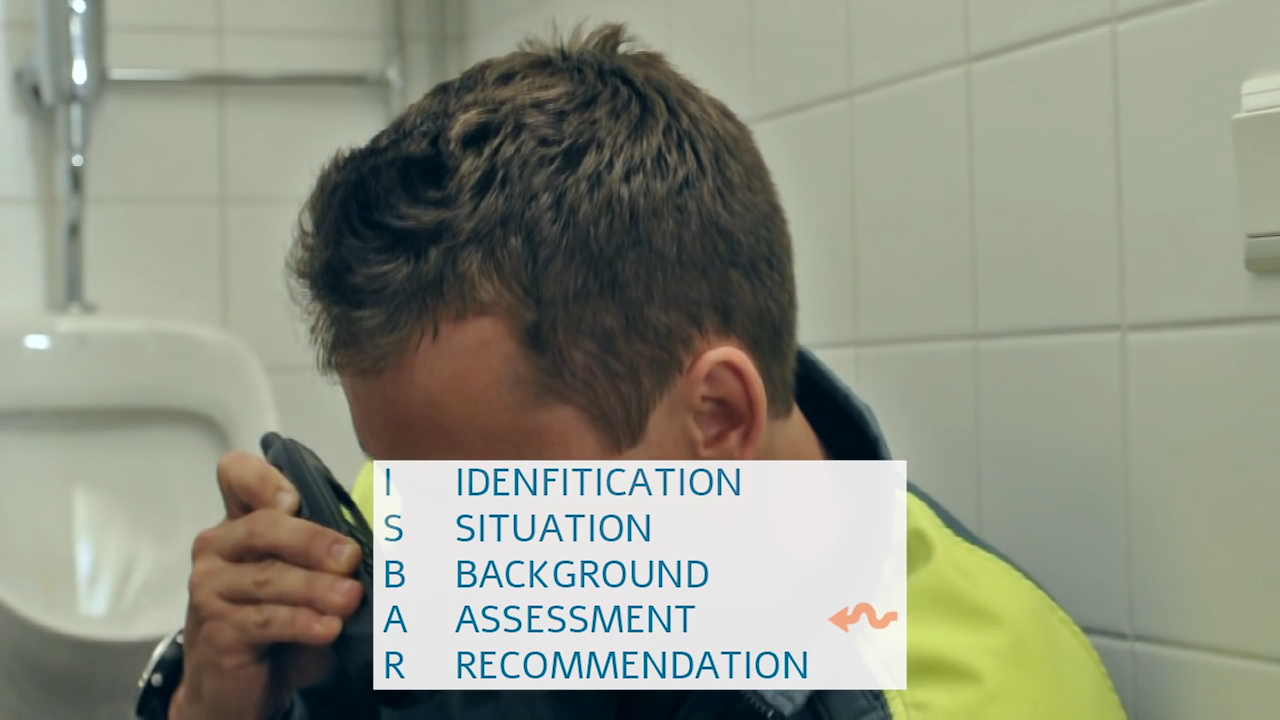 I IDENFITICATION
S SITUATION
B BACKGROUND
A ASSESSMENT
R RECOMMENDATION